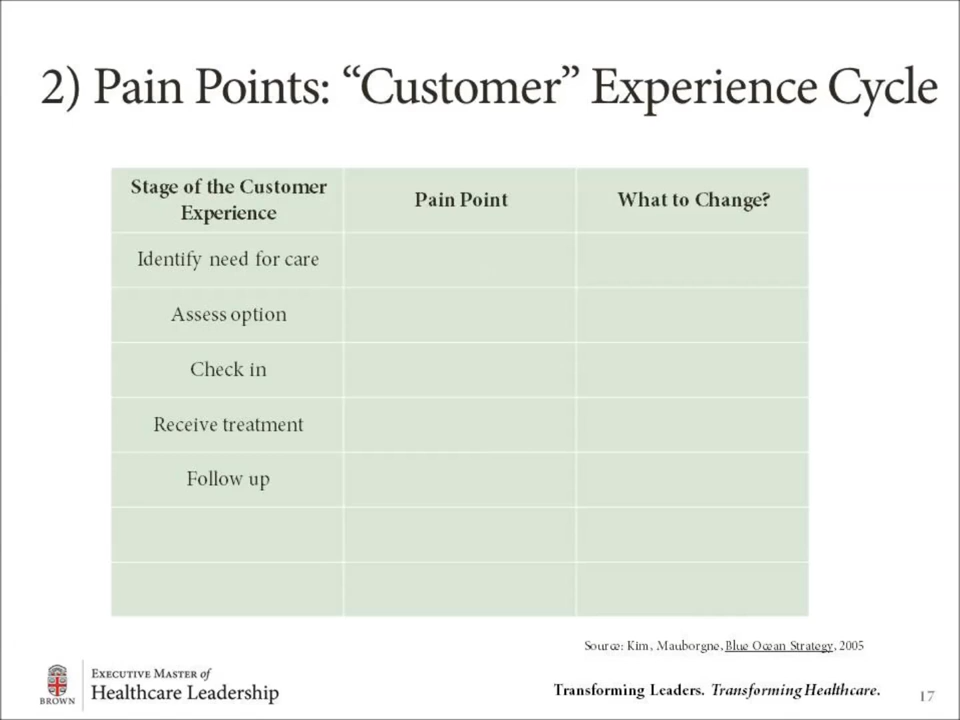 2) Pain Points: “Customer” Experience Cycle
Stage of the Customer
Experience
Pain Point
What to Change?
Identify need for care
Assess option
Check in
Receive treatment
Follow up
Source: Kim, Mauborgne, Blue Ocean Strategy, 2005
BROWN
EXECUTIVE MASTER of
Healthcare Leadership
Transforming Leaders. Transforming Healthcare.
17